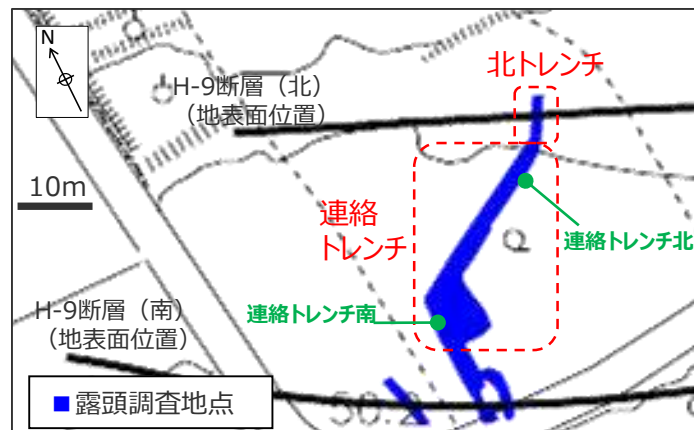 N
北トレンチ
H-9断層（北）
（地表面位置）
10m
連絡
トレンチ
連絡トレンチ北
連絡トレンチ南
H-9断層（南）
（地表面位置）
50.2
■露頭調査地点